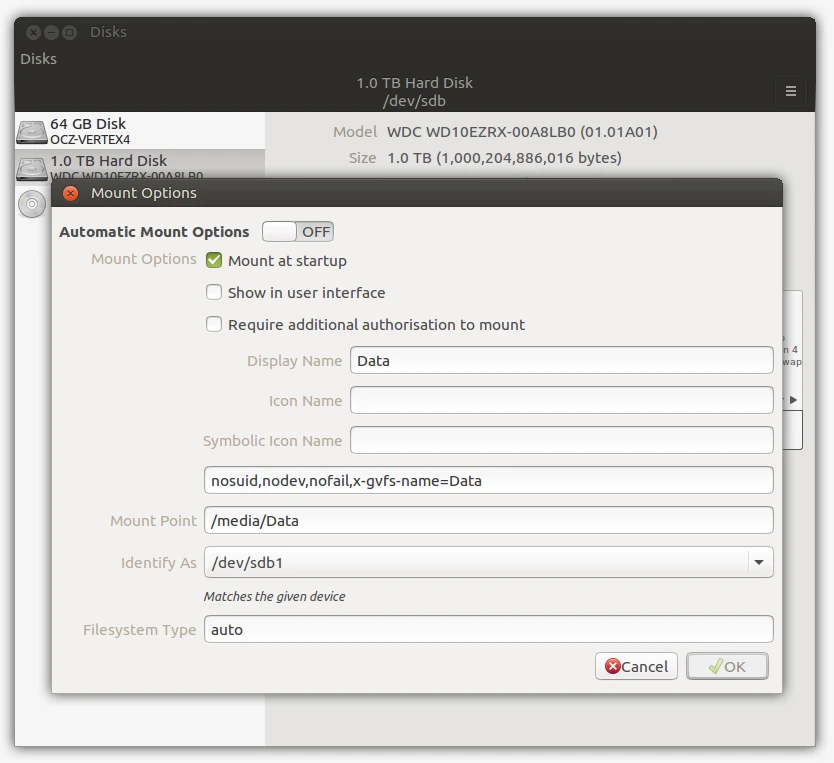 Disks
Disks
1.0 TB Hard Disk
/dev/sdb
64 GB Disk
OCZ-VERTEX4
Model WDC WD10EZRX-00A8LB0 (01.01A01)
1.0 TB Hard Disk
WDC WD10EZRX-00A8LB0
Size 1.0 TB (1,000,204,886,016 bytes)
Mount Options
Automatic Mount Options OFF
Mount Options Mount at startup
Show in user interface
Require additional authorisation to mount
n 4
wap
Display Name Data
Icon Name
Symbolic Icon Name
nosuid,nodev,nofail,x-gvfs-name=Data
Mount Point /media/Data
Identify As /dev/sdb1
Matches the given device
Filesystem Type auto
Cancel OK